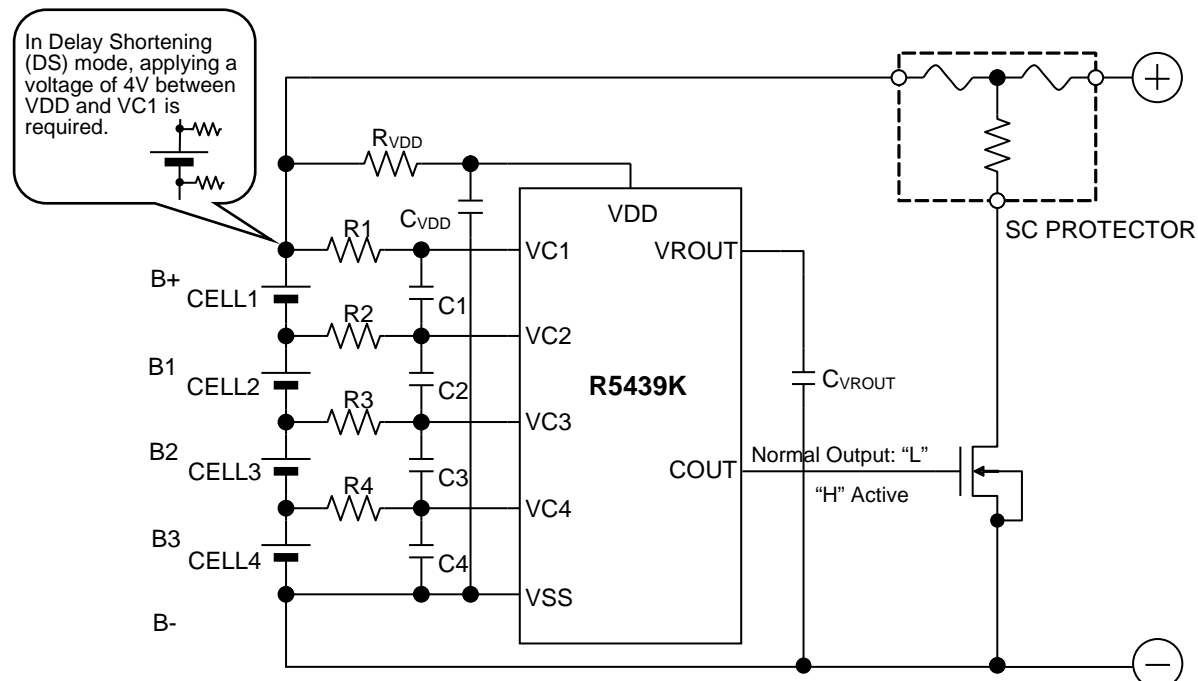 In Delay Shortening
(DS) mode, applying a
voltage of 4V between
VDD and VC1 is
required.
+
RVDD
CVDD
VDD
SC PROTECTOR
R1
VC1
VROUT
B+
CELL1
C1
R2
VC2
B1
CELL2
C2
R5439K
CVROUT
R3
VC3
B2
CELL3
C3
COUT
Normal Output: “L”
“H” Active
R4
VC4
B3
CELL4
C4
VSS
B-
−